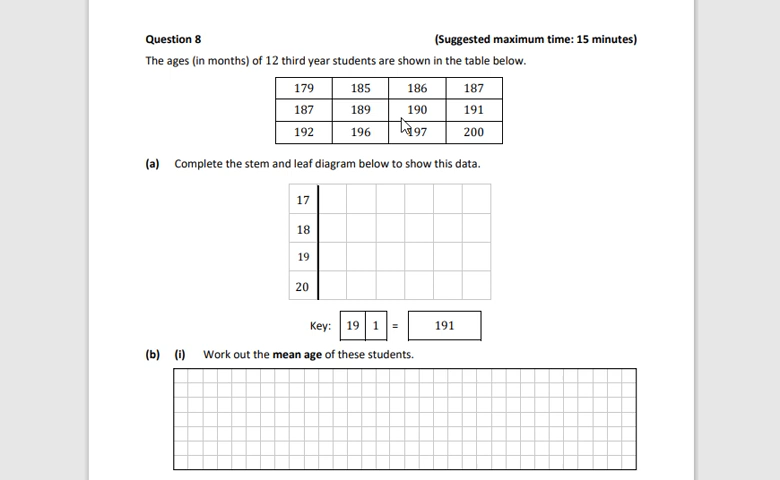 Question 8 (Suggested maximum time: 15 minutes)
The ages (in months) of 12 third year students are shown in the table below.
179 185 186 187
187 189 190 191
192 196 197 200
(a) Complete the stem and leaf diagram below to show this data.
17
18
19
20
Key: 19 1 = 191
(b) (i) Work out the mean age of these students.